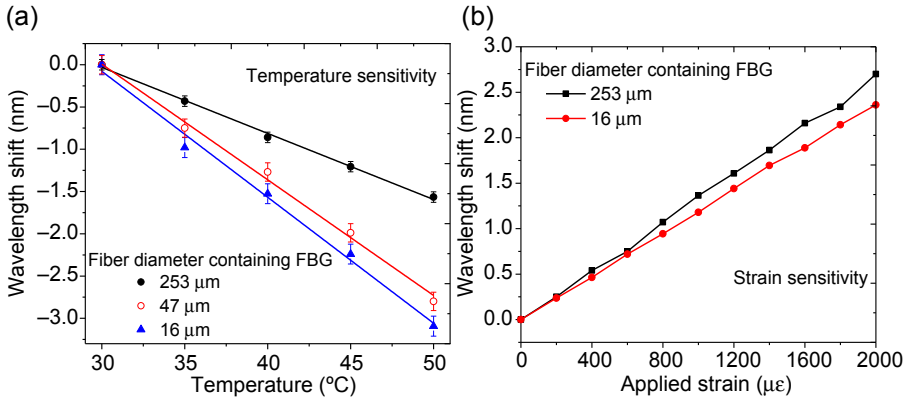 (a)
0.0
−0.5
−1.0
−1.5
−2.0
−2.5
−3.0
Wavelength shift (nm)
Temperature sensitivity
Fiber diameter containing FBG
253 μm
47 μm
16 μm
30
35
40
45
50
Temperature (ºC)
(b)
3.0
2.5
2.0
1.5
1.0
0.5
0.0
Wavelength shift (nm)
Fiber diameter containing FBG
253 μm
16 μm
Strain sensitivity
0
400
800
1200
1600
2000
Applied strain (με)